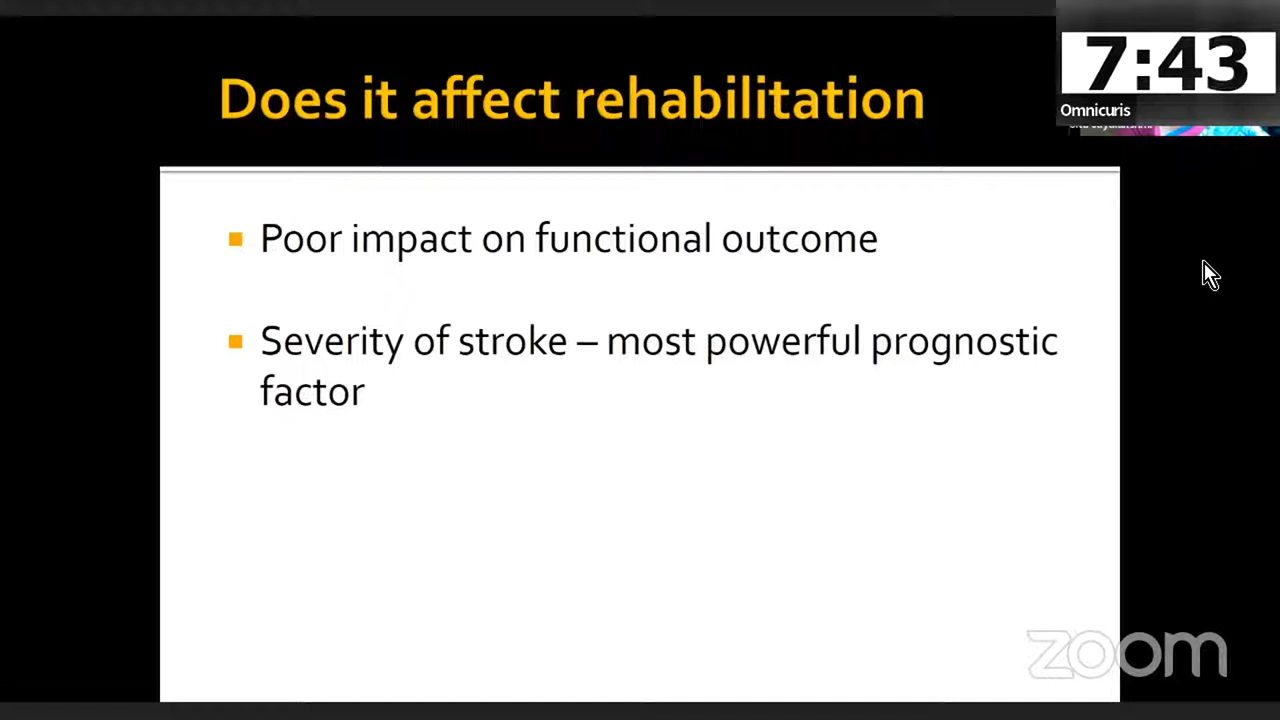 7:43
Omnicuris
Does it affect rehabilitation
Poor impact on functional outcome
Severity of stroke – most powerful prognostic
factor
zoom